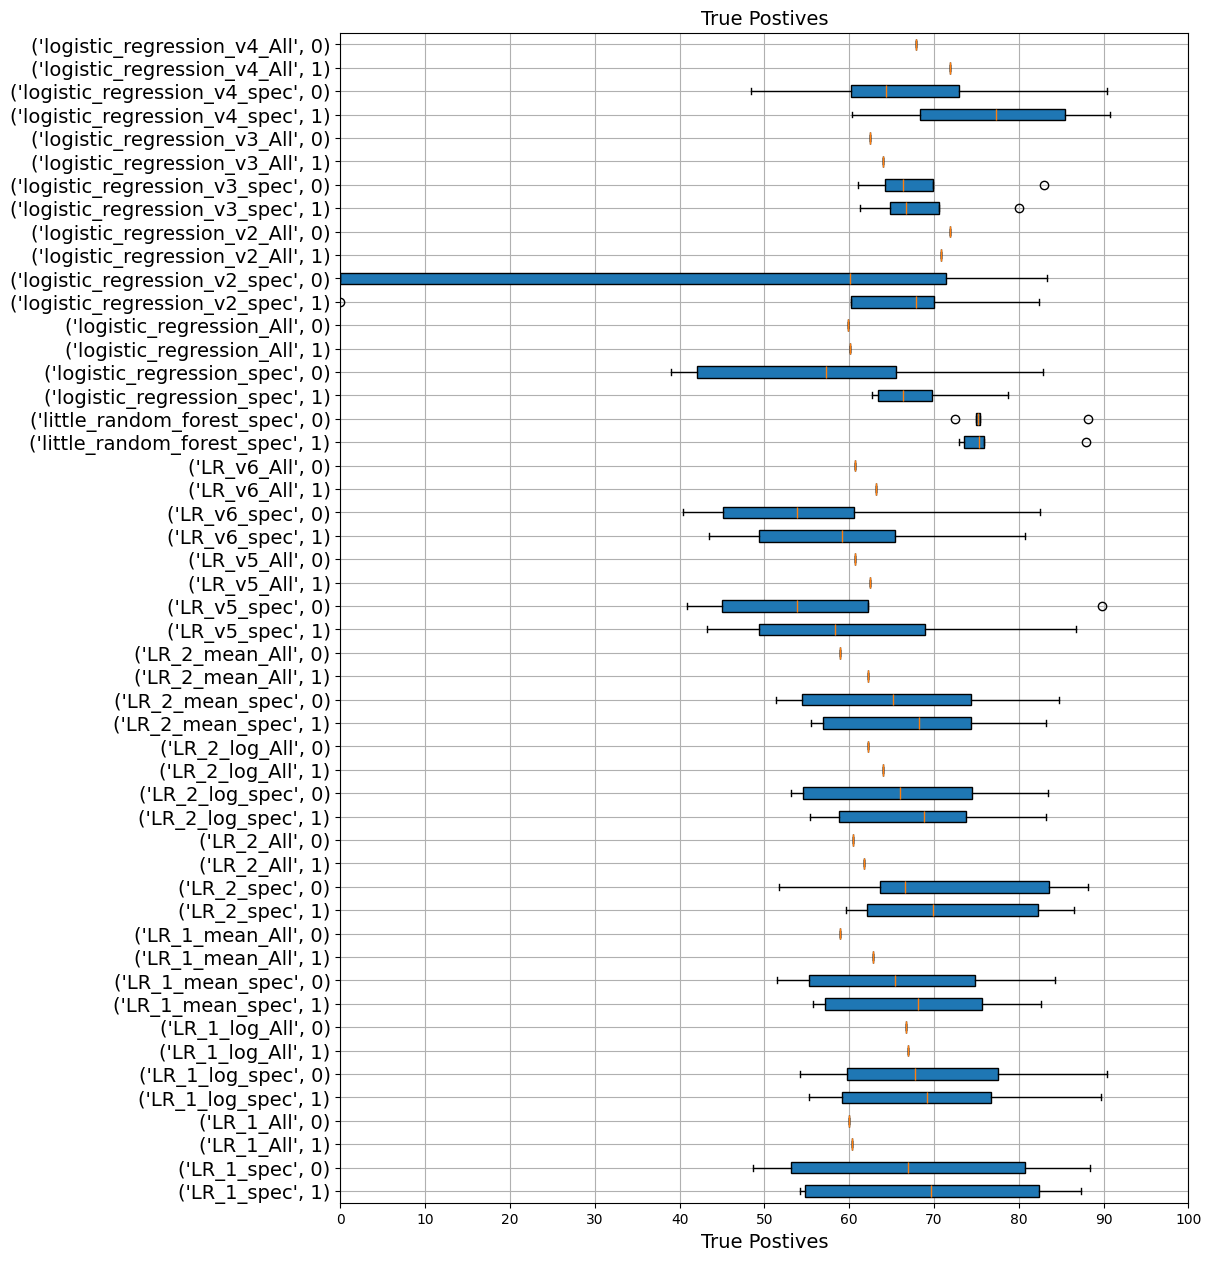 True Postives
('logistic_regression_v4_All', 0)
('logistic_regression_v4_All', 1)
('logistic_regression_v4_spec', 0)
('logistic_regression_v4_spec', 1)
('logistic_regression_v3_All', 0)
('logistic_regression_v3_All', 1)
('logistic_regression_v3_spec', 0)
('logistic_regression_v3_spec', 1)
('logistic_regression_v2_All', 0)
('logistic_regression_v2_All', 1)
('logistic_regression_v2_spec', 0)
('logistic_regression_v2_spec', 1)
('logistic_regression_All', 0)
('logistic_regression_All', 1)
('logistic_regression_spec', 0)
('logistic_regression_spec', 1)
('little_random_forest_spec', 0)
('little_random_forest_spec', 1)
('LR_v6_All', 0)
('LR_v6_All', 1)
('LR_v6_spec', 0)
('LR_v6_spec', 1)
('LR_v5_All', 0)
('LR_v5_All', 1)
('LR_v5_spec', 0)
('LR_v5_spec', 1)
('LR_2_mean_All', 0)
('LR_2_mean_All', 1)
('LR_2_mean_spec', 0)
('LR_2_mean_spec', 1)
('LR_2_log_All', 0)
('LR_2_log_All', 1)
('LR_2_log_spec', 0)
('LR_2_log_spec', 1)
('LR_2_All', 0)
('LR_2_All', 1)
('LR_2_spec', 0)
('LR_2_spec', 1)
('LR_1_mean_All', 0)
('LR_1_mean_All', 1)
('LR_1_mean_spec', 0)
('LR_1_mean_spec', 1)
('LR_1_log_All', 0)
('LR_1_log_All', 1)
('LR_1_log_spec', 0)
('LR_1_log_spec', 1)
('LR_1_All', 0)
('LR_1_All', 1)
('LR_1_spec', 0)
('LR_1_spec', 1)
0 10 20 30 40 50 60 70 80 90 100
True Postives